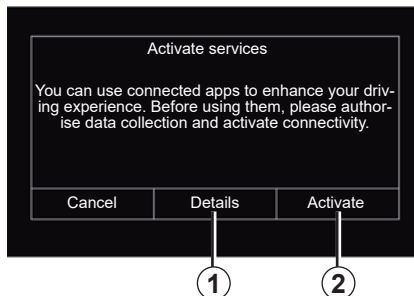 Activate services
You can use connected apps to enhance your driv-
ing experience. Before using them, please author-
ise data collection and activate connectivity.
Cancel Details Activate
1 2